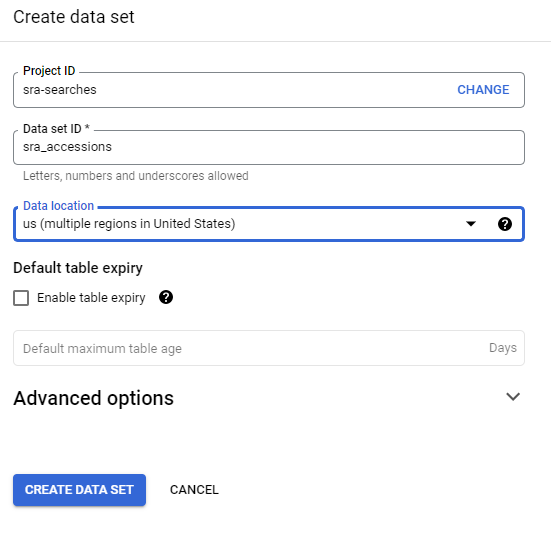 Create data set
Project ID
sra-searches
CHANGE
Data set ID *
sra_accessions
Letters, numbers and underscores allowed
Data location
us (multiple regions in United States)
?
Default table expiry
Enable table expiry
?
Default maximum table age
Days
Advanced options
CREATE DATA SET
CANCEL